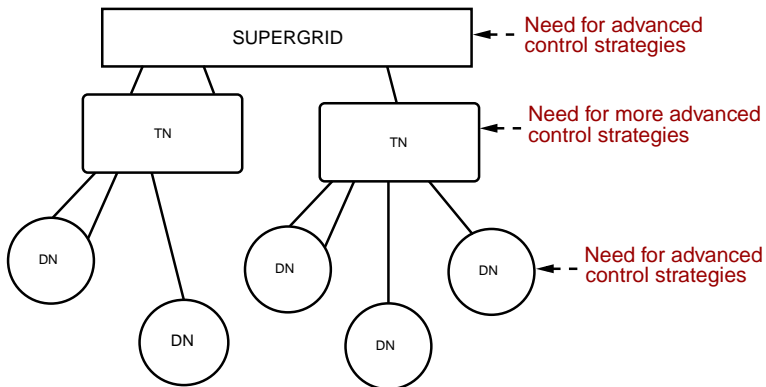 SUPERGRID
Need for advanced
control strategies
TN
TN
Need for more advanced
control strategies
DN
DN
DN
DN
DN
Need for advanced
control strategies